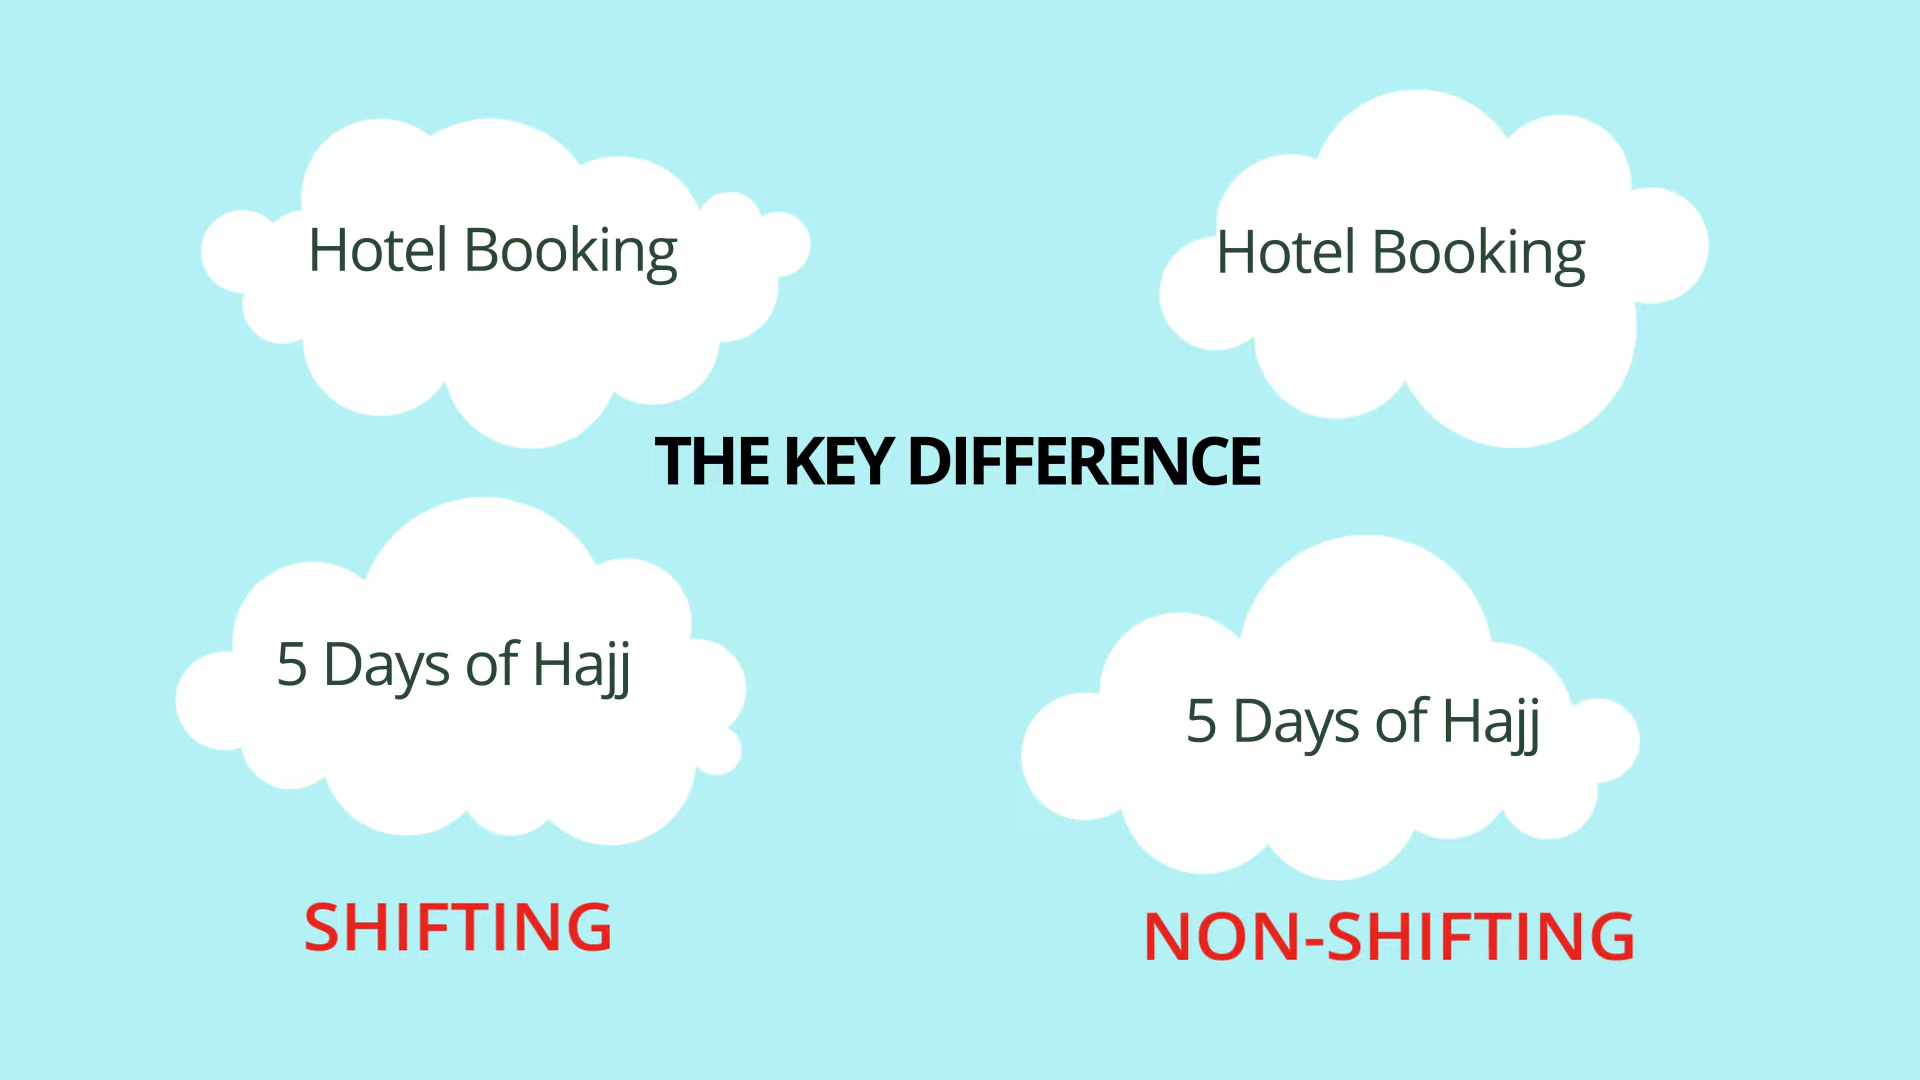 Hotel Booking
Hotel Booking
THE KEY DIFFERENCE
5 Days of Hajj
5 Days of Hajj
SHIFTING
NON-SHIFTING